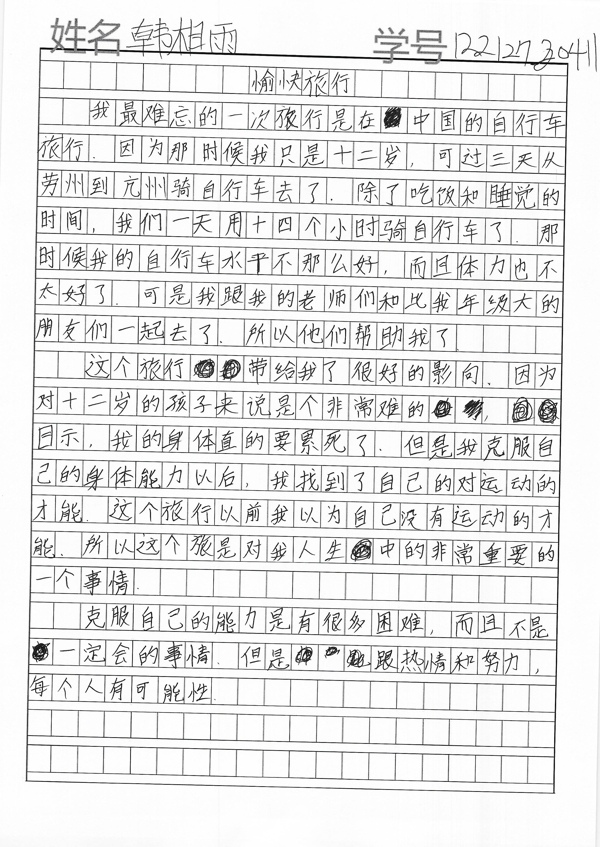 姓名 韩相雨 学号 1221273041
愉快旅行
我最难忘的一次旅行是在中国的自行车
旅行.因为那时候我只是十二岁,可过三天从
劳州到亢州骑自行车去了.除了吃饭和睡觉的
时间,我们一天用十四个小时骑自行车了.那
时候我的自行车水平不那么好,而且体力也不
太好了.可是我跟我的老师们和比我年级大的
朋友们一起去了.所以他们帮助我了.
这个旅行带给我了很好的影向.因为
对十二岁的孩子来说是个非常难的,
目示,我的身体直的要累死了.但是我克服自
己的身体能力以后,我找到了自己的对运动的
才能.这个旅行以前我以为自己没有运动的才
能.所以这个旅是对我人生中的非常重要的
一个事情.
克服自己的能力是有很多困难,而且不是
一定会的事情.但是跟热情和努力,
每个人有可能性.